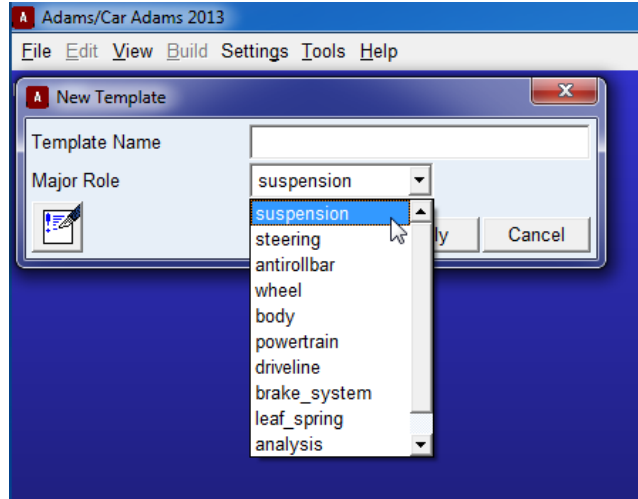 Adams/Car Adams 2013
File Edit View Build Settings Tools Help
New Template
Template Name
Major Role suspension
suspension
steering
ly Cancel
antirollbar
wheel
body
powertrain
driveline
brake_system
leaf_spring
analysis